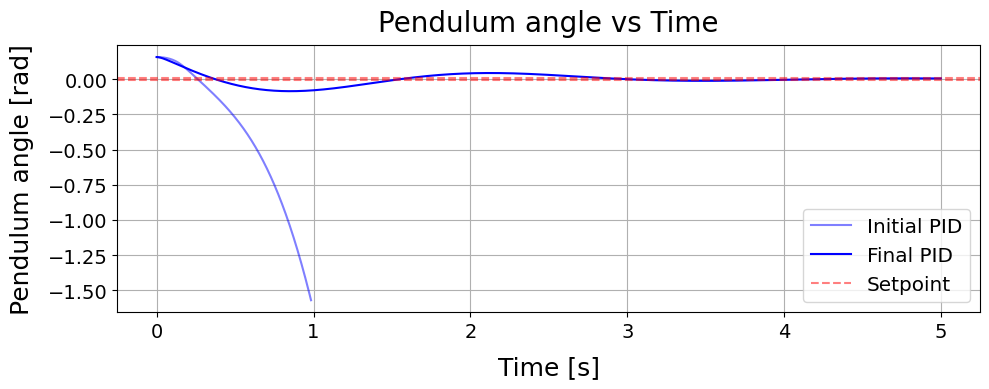 Pendulum angle vs Time
Pendulum angle [rad]
0.00
−0.25
−0.50
−0.75
−1.00
−1.25
−1.50
0 1 2 3 4 5
Time [s]
Initial PID
Final PID
Setpoint